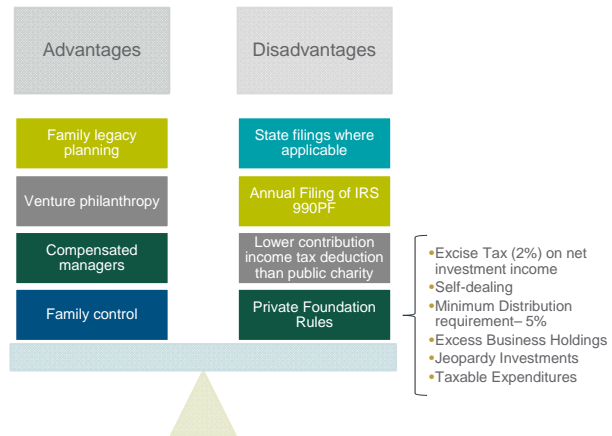 Advantages
Disadvantages
Family legacy
planning
State filings where
applicable
Venture philanthropy
Annual Filing of IRS
990PF
Compensated
managers
Lower contribution
income tax deduction
than public charity
Family control
Private Foundation
Rules
•Excise Tax (2%) on net
investment income
•Self-dealing
•Minimum Distribution
requirement– 5%
•Excess Business Holdings
•Jeopardy Investments
•Taxable Expenditures